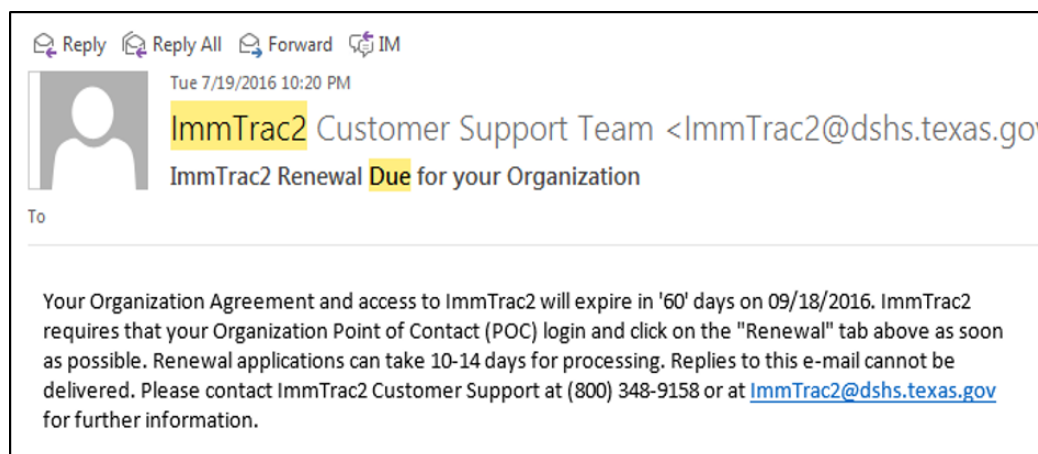 Reply Reply All Forward IM
Tue 7/19/2016 10:20 PM
ImmTrac2 Customer Support Team <ImmTrac2@dshs.texas.gov
ImmTrac2 Renewal Due for your Organization
To
Your Organization Agreement and access to ImmTrac2 will expire in '60' days on 09/18/2016. ImmTrac2
requires that your Organization Point of Contact (POC) login and click on the "Renewal" tab above as soon
as possible. Renewal applications can take 10-14 days for processing. Replies to this e-mail cannot be
delivered. Please contact ImmTrac2 Customer Support at (800) 348-9158 or at ImmTrac2@dshs.texas.gov
for further information.